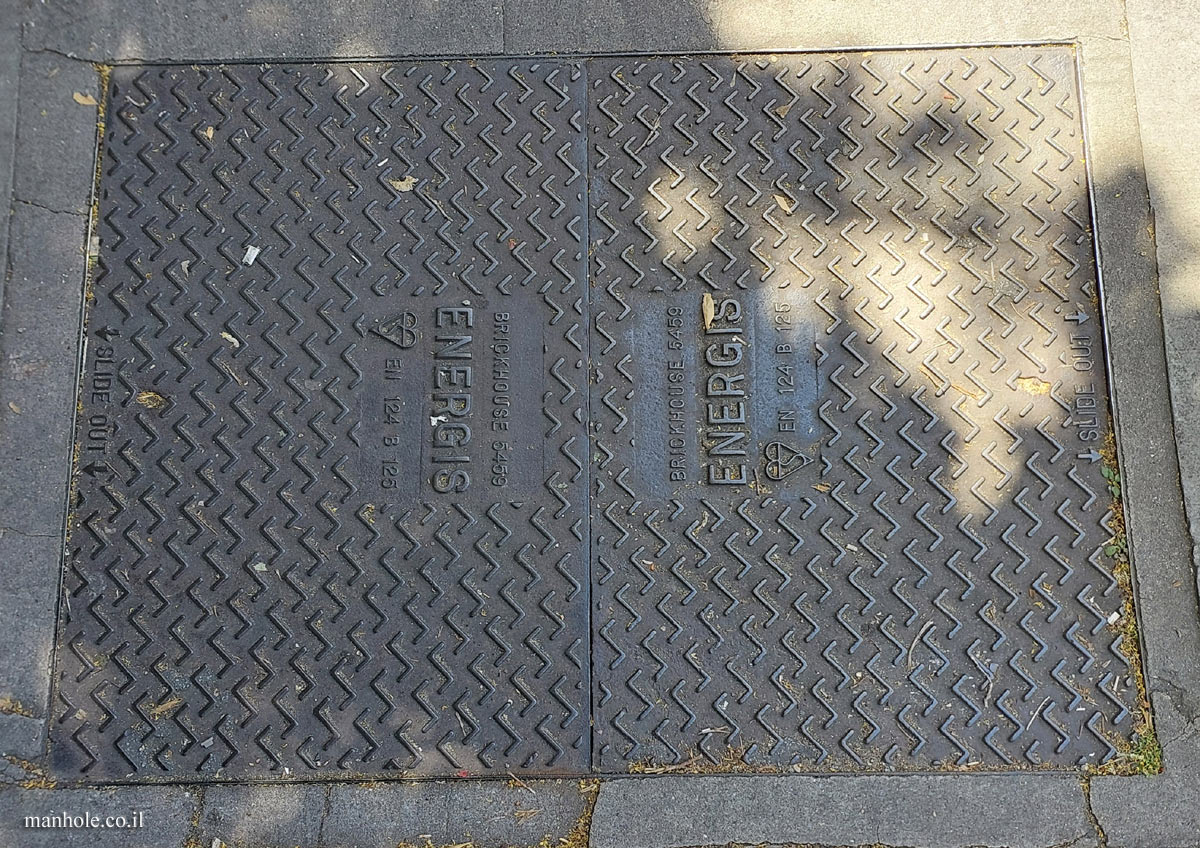 ← SLIDE OUT →
BRICKHOUSE 5459
ENERGIS
EN 124 B 125
BRICKHOUSE 5459
ENERGIS
EN 124 B 125
← SLIDE OUT →
manhole.co.il